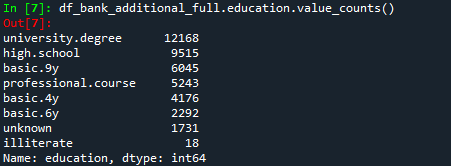 In [7]: df_bank_additional_full.education.value_counts()
Out[7]:
university.degree 12168
high.school 9515
basic.9y 6045
professional.course 5243
basic.4y 4176
basic.6y 2292
unknown 1731
illiterate 18
Name: education, dtype: int64